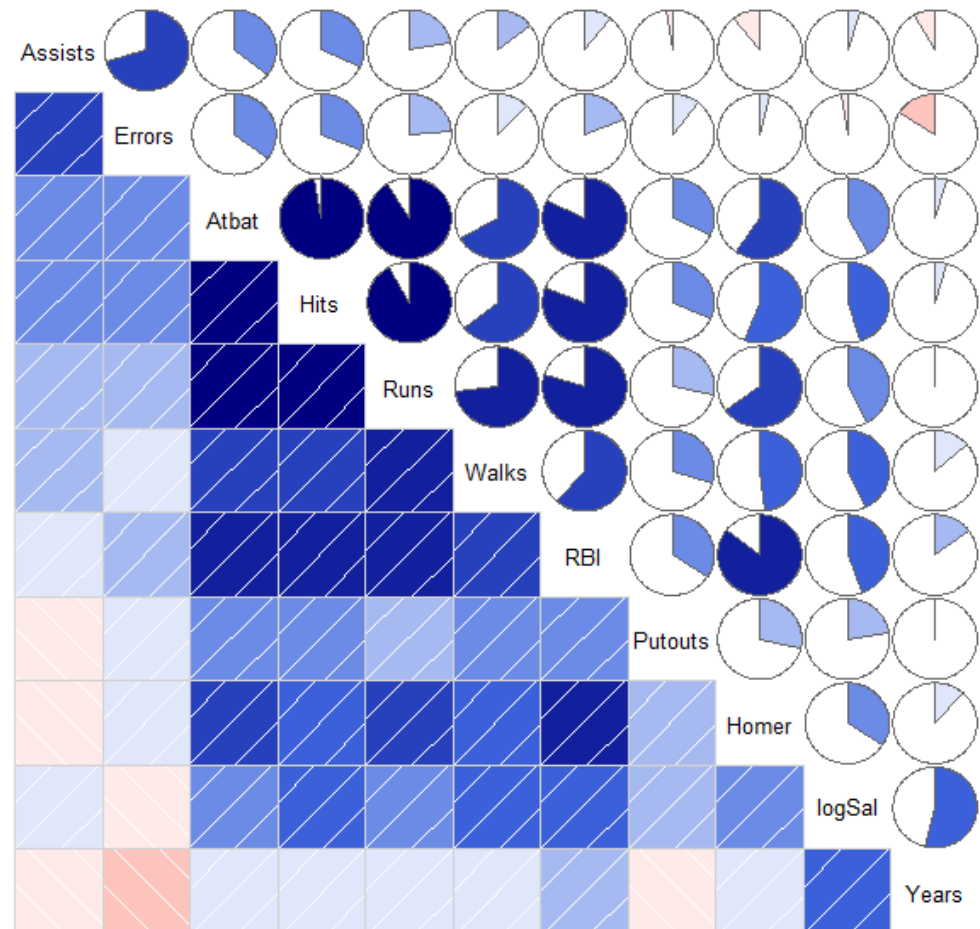 Assists
Errors
Atbat
Hits
Runs
Walks
RBI
Putouts
Homer
logSal
Years